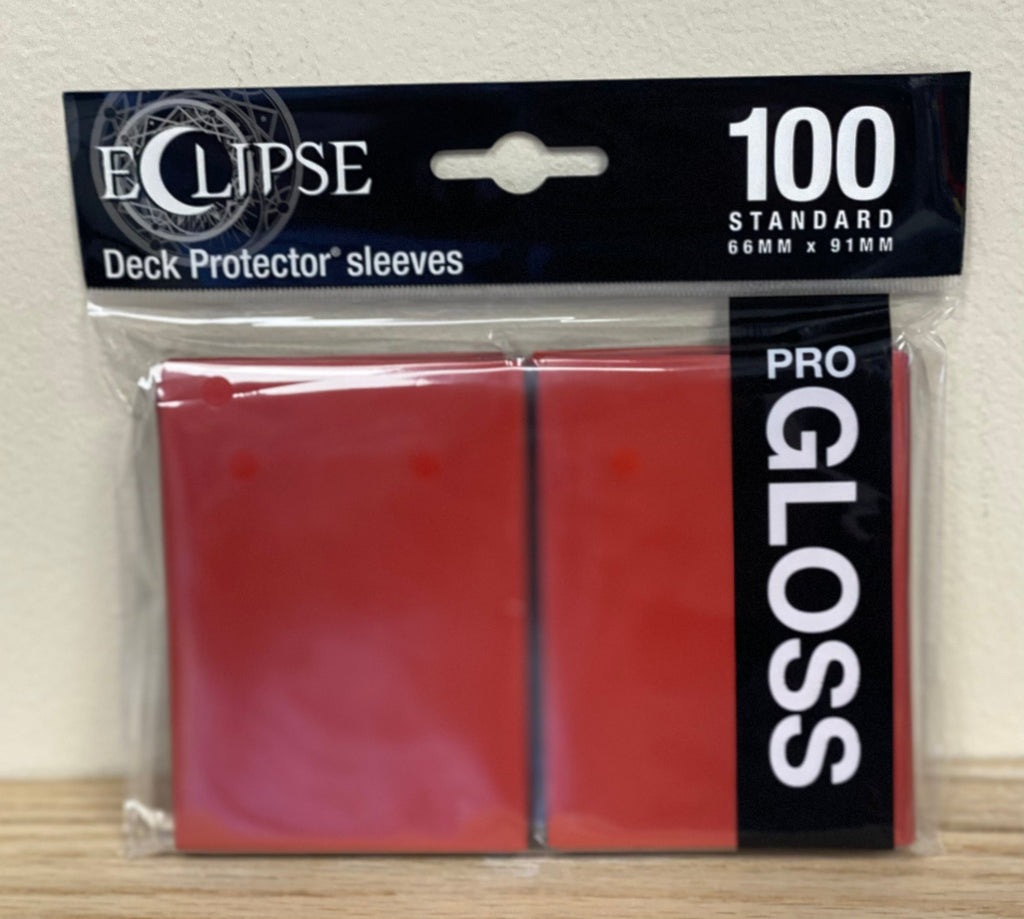 ECLIPSE
Deck Protector® sleeves
100
STANDARD
66MM x 91MM
PRO
GLOSS